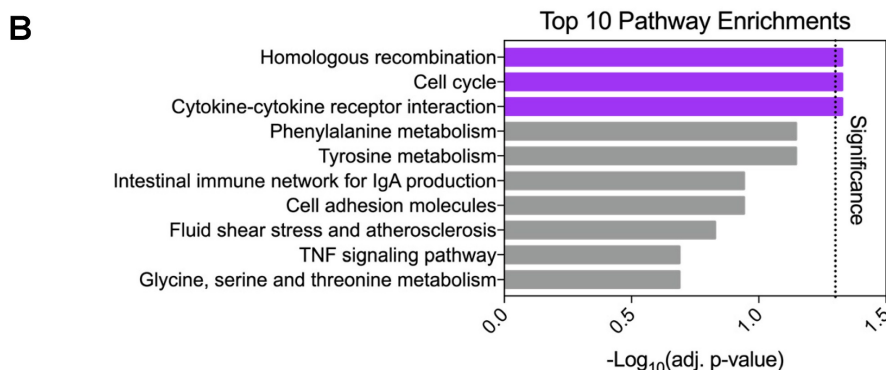 B
Top 10 Pathway Enrichments
Homologous recombination
Cell cycle
Cytokine-cytokine receptor interaction
Phenylalanine metabolism
Tyrosine metabolism
Intestinal immune network for IgA production
Cell adhesion molecules
Fluid shear stress and atherosclerosis
TNF signaling pathway
Glycine, serine and threonine metabolism
Significance
0.0 0.5 1.0 1.5
-Log10(adj. p-value)